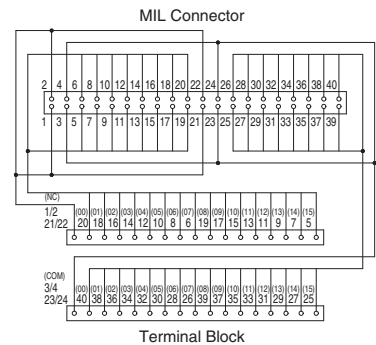 MIL Connector
2 4 6 8 10 12 14 16 18 20 22 24 26 28 30 32 34 36 38 40
1 3 5 7 9 11 13 15 17 19 21 23 25 27 29 31 33 35 37 39
(NC)
1/2 (00) (01) (02) (03) (04) (05) (06) (07) (08) (09) (10) (11) (12) (13) (14) (15)
21/22 20 18 16 14 12 10 8 6 19 17 15 13 11 9 7 5
(COM)
3/4 (00) (01) (02) (03) (04) (05) (06) (07) (08) (09) (10) (11) (12) (13) (14) (15)
23/24 40 38 36 34 32 30 28 26 39 37 35 33 31 29 27 25
Terminal Block